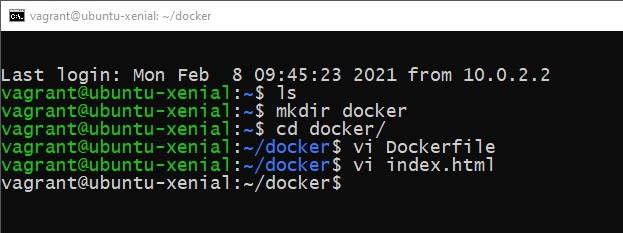 vagrant@ubuntu-xenial: ~/docker
Last login: Mon Feb  8 09:45:23 2021 from 10.0.2.2
vagrant@ubuntu-xenial:~$ ls
vagrant@ubuntu-xenial:~$ mkdir docker
vagrant@ubuntu-xenial:~$ cd docker/
vagrant@ubuntu-xenial:~/docker$ vi Dockerfile
vagrant@ubuntu-xenial:~/docker$ vi index.html
vagrant@ubuntu-xenial:~/docker$